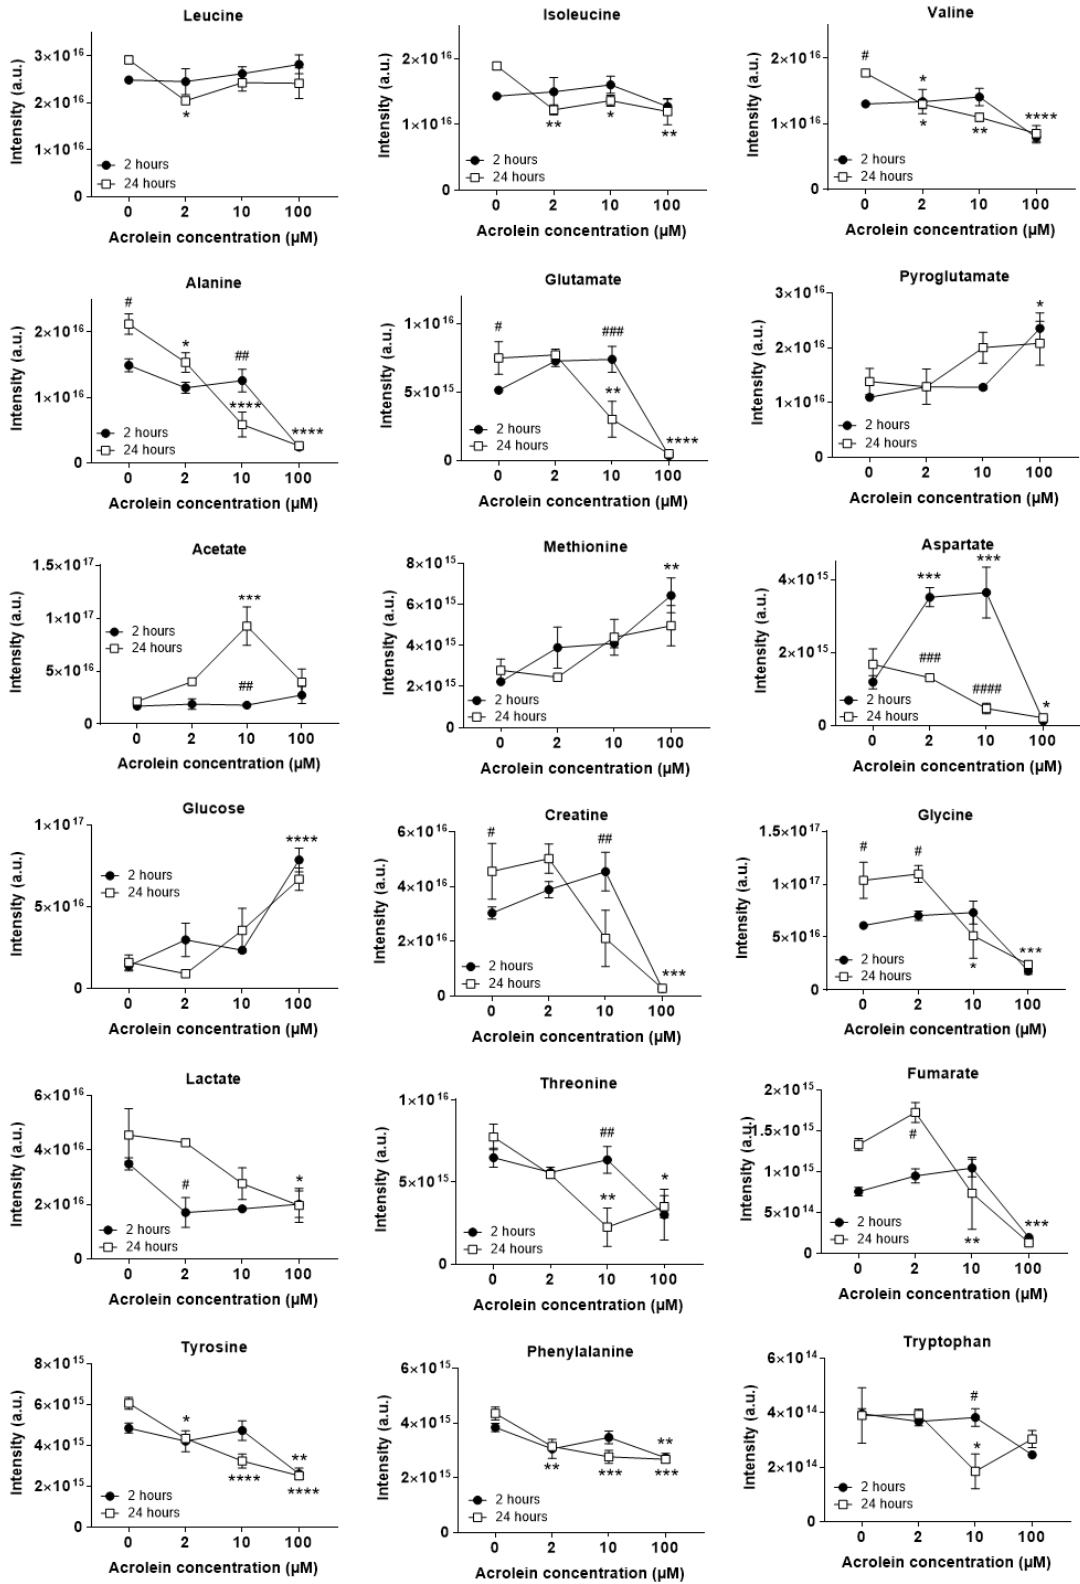 Leucine
Intensity (a.u.)
3×10^16
2×10^16
1×10^16
0
*
2 hours
24 hours
0 2 10 100
Acrolein concentration (µM)
Isoleucine
Intensity (a.u.)
2×10^16
1×10^16
0
** * **
2 hours
24 hours
0 2 10 100
Acrolein concentration (µM)
Valine
Intensity (a.u.)
2×10^16
1×10^16
0
# * ****
* **
2 hours
24 hours
0 2 10 100
Acrolein concentration (µM)
Alanine
Intensity (a.u.)
2×10^16
1×10^16
0
# * ##
**** ****
2 hours
24 hours
0 2 10 100
Acrolein concentration (µM)
Glutamate
Intensity (a.u.)
1×10^16
5×10^15
0
# ###
** ****
2 hours
24 hours
0 2 10 100
Acrolein concentration (µM)
Pyroglutamate
Intensity (a.u.)
3×10^16
2×10^16
1×10^16
0
*
2 hours
24 hours
0 2 10 100
Acrolein concentration (µM)
Acetate
Intensity (a.u.)
1.5×10^17
1×10^17
5×10^16
0
***
##
2 hours
24 hours
0 2 10 100
Acrolein concentration (µM)
Methionine
Intensity (a.u.)
8×10^15
6×10^15
4×10^15
2×10^15
0
**
2 hours
24 hours
0 2 10 100
Acrolein concentration (µM)
Aspartate
Intensity (a.u.)
4×10^15
2×10^15
0
*** ***
### #### *
2 hours
24 hours
0 2 10 100
Acrolein concentration (µM)
Glucose
Intensity (a.u.)
1×10^17
5×10^16
0
****
2 hours
24 hours
0 2 10 100
Acrolein concentration (µM)
Creatine
Intensity (a.u.)
6×10^16
4×10^16
2×10^16
0
# ##
***
2 hours
24 hours
0 2 10 100
Acrolein concentration (µM)
Glycine
Intensity (a.u.)
1.5×10^17
1×10^17
5×10^16
0
# #
* ***
2 hours
24 hours
0 2 10 100
Acrolein concentration (µM)
Lactate
Intensity (a.u.)
6×10^16
4×10^16
2×10^16
0
# *
2 hours
24 hours
0 2 10 100
Acrolein concentration (µM)
Threonine
Intensity (a.u.)
1×10^16
5×10^15
0
##
** *
2 hours
24 hours
0 2 10 100
Acrolein concentration (µM)
Fumarate
Intensity (a.u.)
2×10^15
1.5×10^15
1×10^15
5×10^14
0
#
** ***
2 hours
24 hours
0 2 10 100
Acrolein concentration (µM)
Tyrosine
Intensity (a.u.)
8×10^15
6×10^15
4×10^15
2×10^15
0
* **
**** ****
2 hours
24 hours
0 2 10 100
Acrolein concentration (µM)
Phenylalanine
Intensity (a.u.)
6×10^15
4×10^15
2×10^15
0
**
** *** ***
2 hours
24 hours
0 2 10 100
Acrolein concentration (µM)
Tryptophan
Intensity (a.u.)
6×10^14
4×10^14
2×10^14
0
#
*
2 hours
24 hours
0 2 10 100
Acrolein concentration (µM)